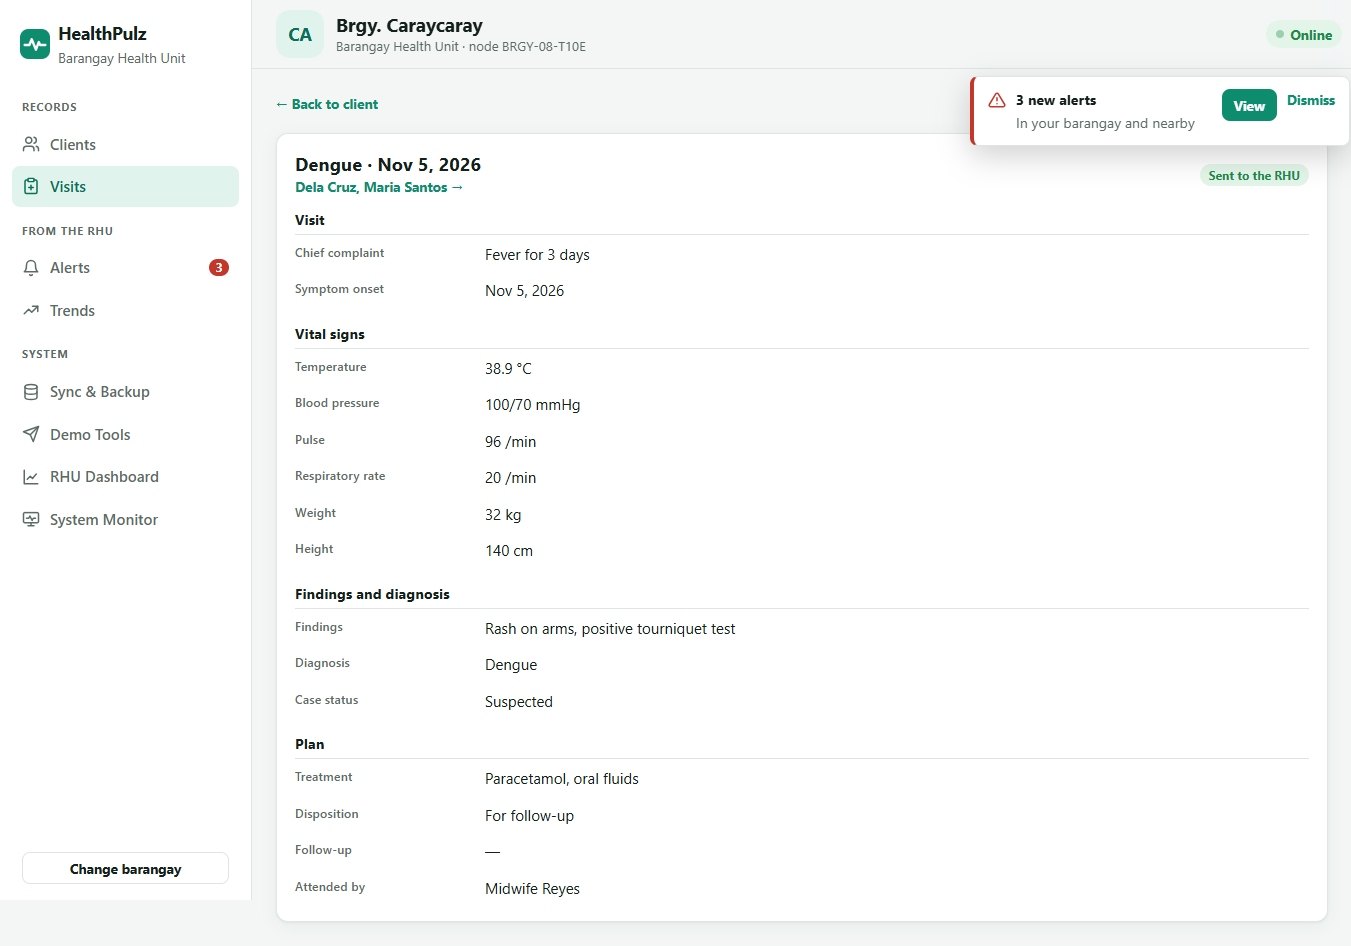 HealthPulz
Barangay Health Unit
RECORDS
Clients
Visits
FROM THE RHU
Alerts 3
Trends
SYSTEM
Sync & Backup
Demo Tools
RHU Dashboard
System Monitor
Change barangay
CA
Brgy. Caraycaray
Barangay Health Unit · node BRGY-08-T10E
Online
← Back to client
3 new alerts
In your barangay and nearby
View
Dismiss
Dengue · Nov 5, 2026
Dela Cruz, Maria Santos →
Sent to the RHU
Visit
Chief complaint Fever for 3 days
Symptom onset Nov 5, 2026
Vital signs
Temperature 38.9 °C
Blood pressure 100/70 mmHg
Pulse 96 /min
Respiratory rate 20 /min
Weight 32 kg
Height 140 cm
Findings and diagnosis
Findings Rash on arms, positive tourniquet test
Diagnosis Dengue
Case status Suspected
Plan
Treatment Paracetamol, oral fluids
Disposition For follow-up
Follow-up —
Attended by Midwife Reyes